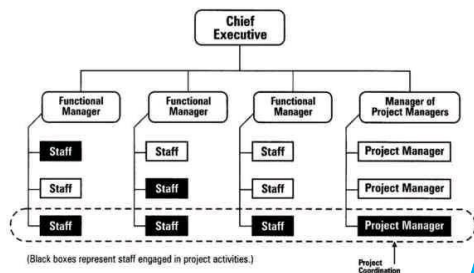 Chief
Executive
Functional
Manager
Functional
Manager
Functional
Manager
Manager of
Project Managers
Staff
Staff
Staff
Project Manager
Staff
Staff
Staff
Project Manager
Staff
Staff
Staff
Project Manager
(Black boxes represent staff engaged in project activities.)
Project
Coordination